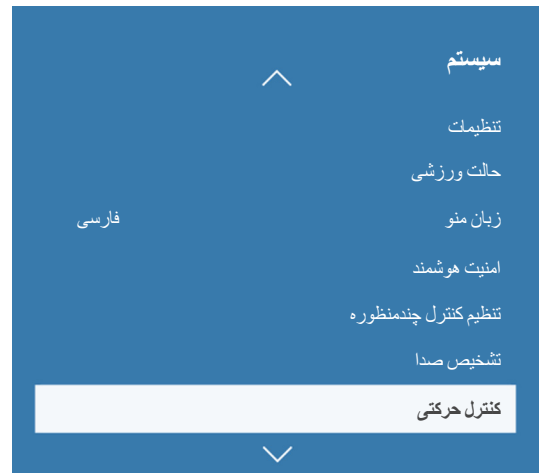 سیستم
تنظیمات
حالت ورزشی
زبان منو فارسی
امنیت هوشمند
تنظیم کنترل چندمنظوره
تشخیص صدا
کنترل حرکتی